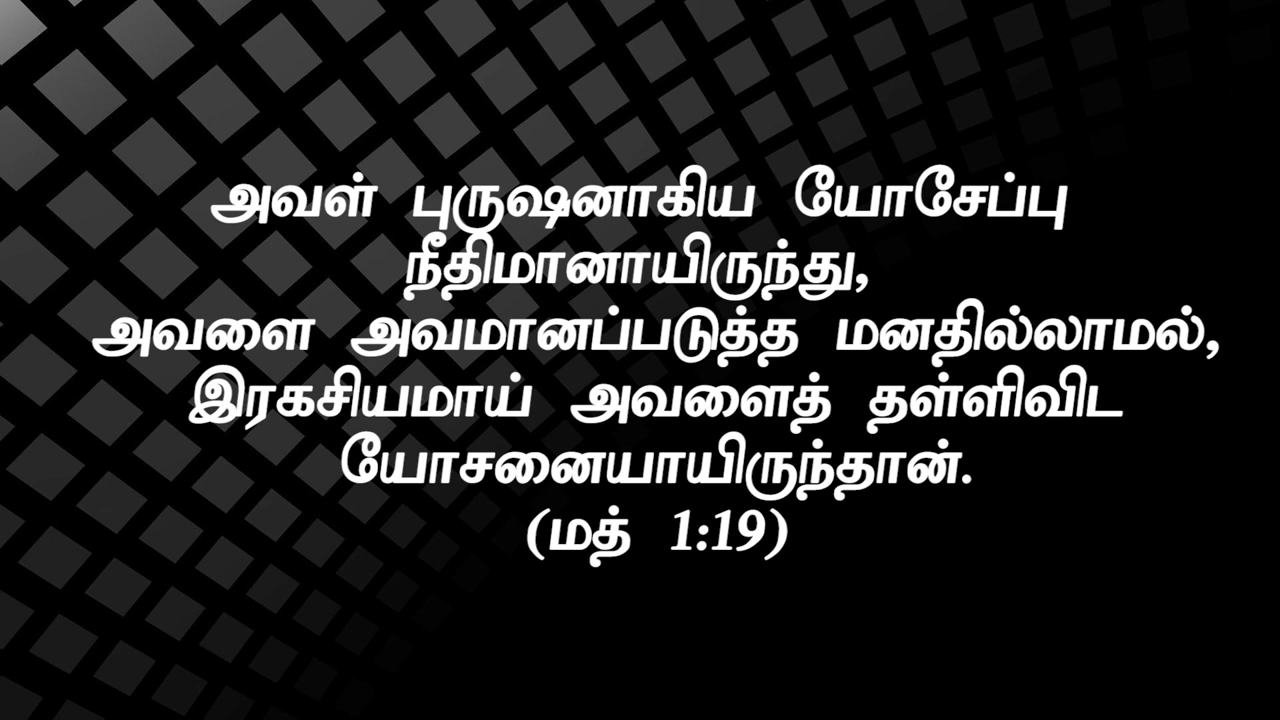 அவள் புருஷனாகிய யோசேப்பு
நீதிமானாயிருந்து,
அவளை அவமானப்படுத்த மனதில்லாமல்,
இரகசியமாய் அவளைத் தள்ளிவிட
யோசனையாயிருந்தான்.
(மத் 1:19)